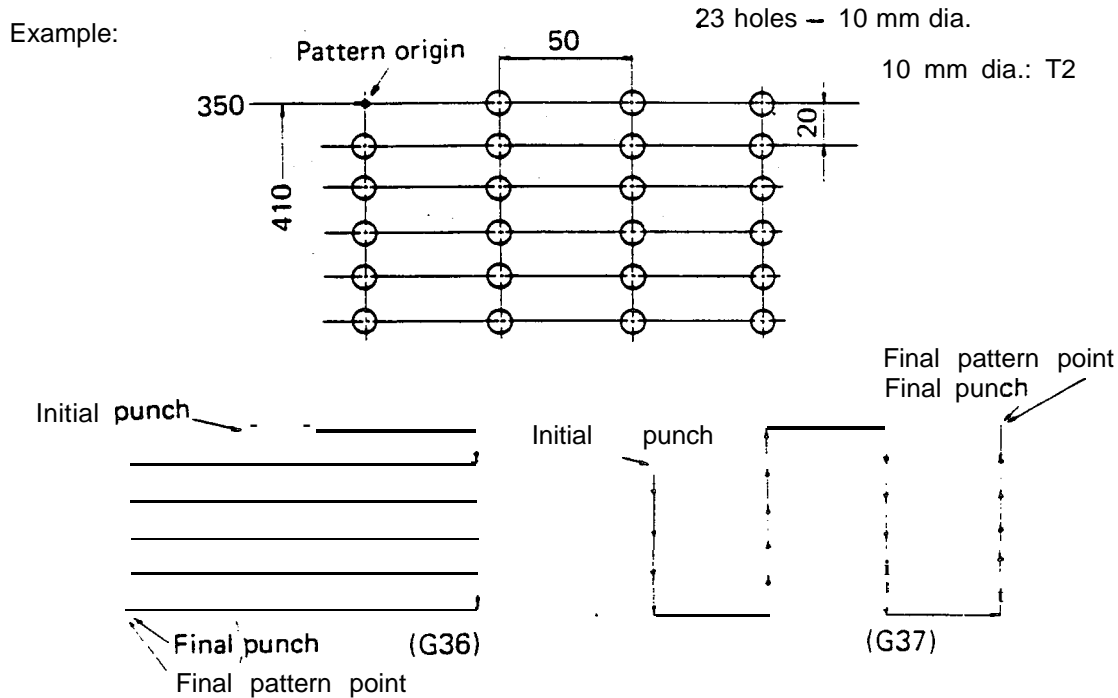 Example:
23 holes – 10 mm dia.
10 mm dia.: T2
Pattern origin
50
350
20
410
Final pattern point
Final punch
Initial punch
Initial punch
(G36)
(G37)
Final punch
Final pattern point